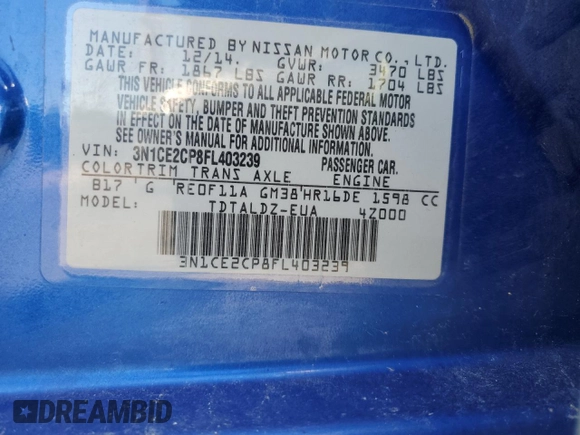 MANUFACTURED BY NISSAN MOTOR CO., LTD.
DATE: 12/14. GVWR: 3470 LBS
GAWR FR: 1867 LBS GAWR RR: 1704 LBS
THIS VEHICLE CONFORMS TO ALL APPLICABLE FEDERAL MOTOR
VEHICLE SAFETY, BUMPER AND THEFT PREVENTION STANDARDS
IN EFFECT ON THE DATE OF MANUFACTURE SHOWN ABOVE.
SEE OWNER'S MANUAL FOR ADDITIONAL INFORMATION.
VIN: 3N1CE2CP8FL403239 PASSENGER CAR.
COLORTRIM TRANS AXLE ENGINE
B17 G RE0F11A GM38 HR16DE 1598 CC
MODEL: TDTALDZ-EUA 4Z000
3N1CE2CP8FL403239
DREAMBID